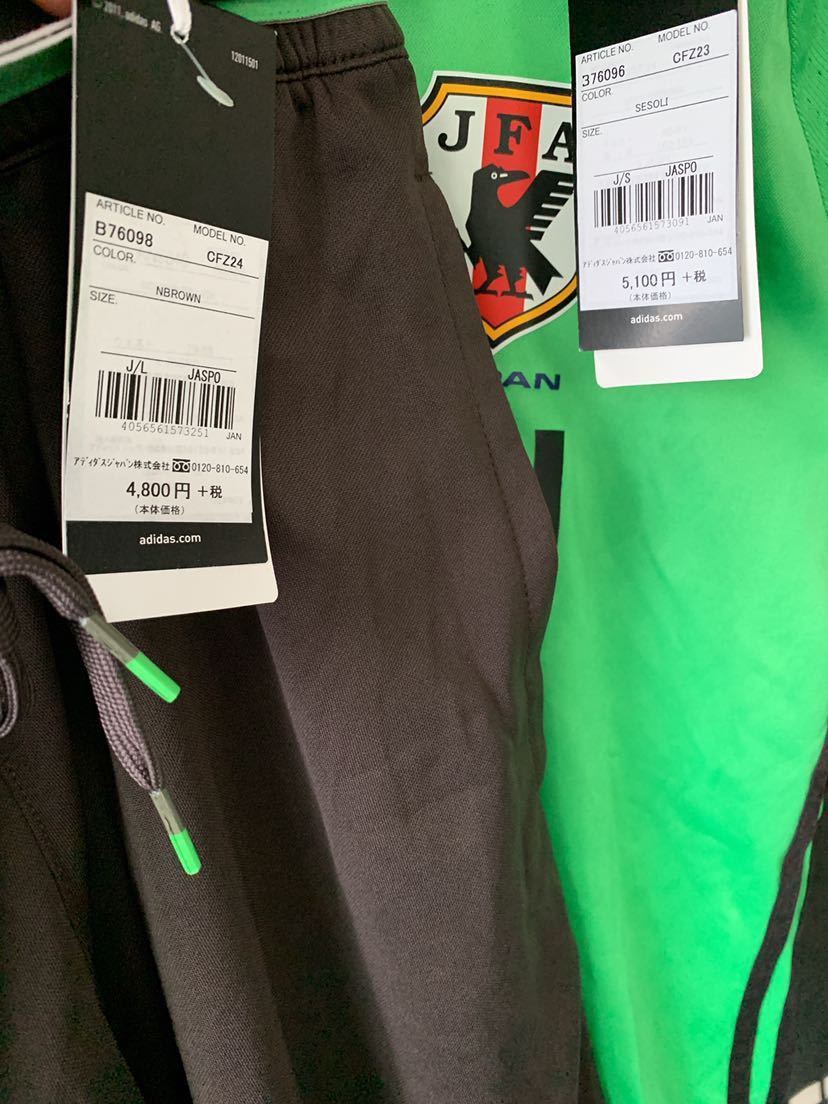 © 2011. adidas AG
12011501
ARTICLE NO.
MODEL NO.
B76098
CFZ24
COLOR.
NBROWN
SIZE.
J/L JASPO
4056561573251 JAN
アディダスジャパン株式会社 0120-810-654
4,800円 +税
(本体価格)
adidas.com
JFA
PAN
ARTICLE NO.
MODEL NO.
B76096
CFZ23
COLOR.
SESOLI
SIZE.
J/S JASPO
4056561573091 JAN
アディダスジャパン株式会社 0120-810-654
5,100円 +税
(本体価格)
adidas.com